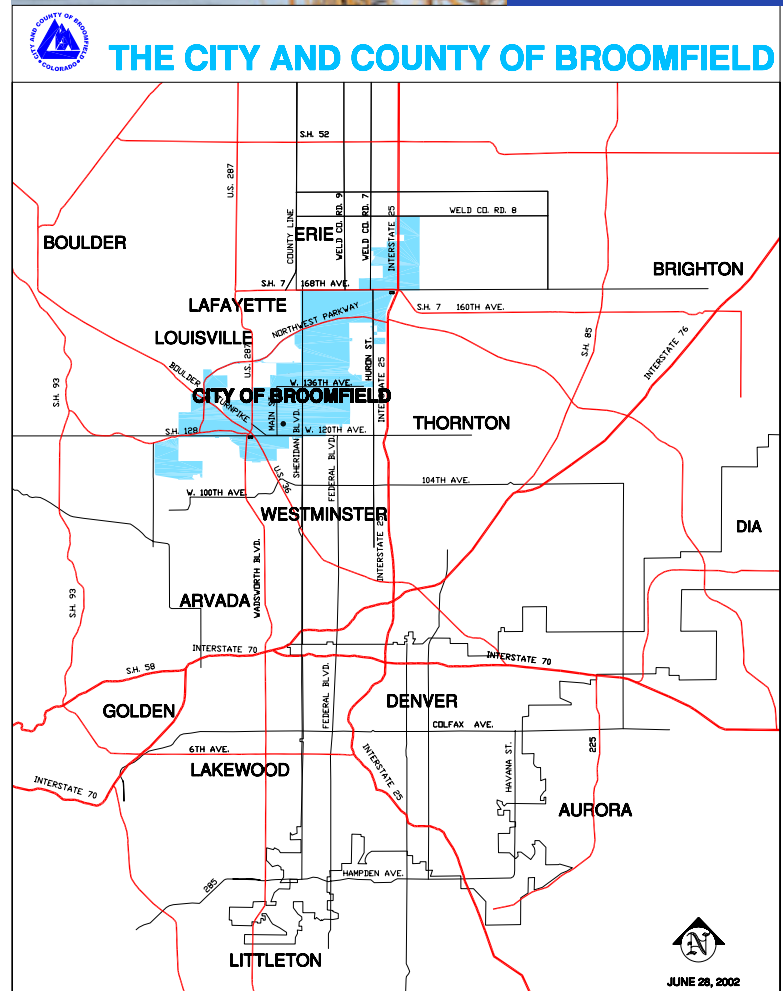 CITY AND COUNTY OF BROOMFIELD
COLORADO
THE CITY AND COUNTY OF BROOMFIELD
S.H. 52
U.S. 287
COUNTY LINE
WELD CO. RD. 9
WELD CO. RD. 7
INTERSTATE 25
WELD CO. RD. 8
ERIE
BOULDER
BRIGHTON
S.H. 7 168TH AVE.
LAFAYETTE
S.H. 7 160TH AVE.
NORTHWEST PARKWAY
LOUISVILLE
U.S. 287
HURON ST.
INTERSTATE 25
S.H. 85
INTERSTATE 76
S.H. 93
BOULDER
TURNPIKE
W. 136TH AVE.
CITY OF BROOMFIELD
MAIN ST.
SHERIDAN BLVD.
THORNTON
S.H. 128
W. 120TH AVE.
FEDERAL BLVD.
U.S. 36
104TH AVE.
W. 100TH AVE.
WESTMINSTER
INTERSTATE 25
DIA
WADSWORTH BLVD.
S.H. 93
ARVADA
INTERSTATE 70
INTERSTATE 70
S.H. 58
FEDERAL BLVD.
DENVER
GOLDEN
COLFAX AVE.
6TH AVE.
225
HAVANA ST.
LAKEWOOD
INTERSTATE 25
INTERSTATE 70
AURORA
HAMPDEN AVE.
285
LITTLETON
N
JUNE 28, 2002